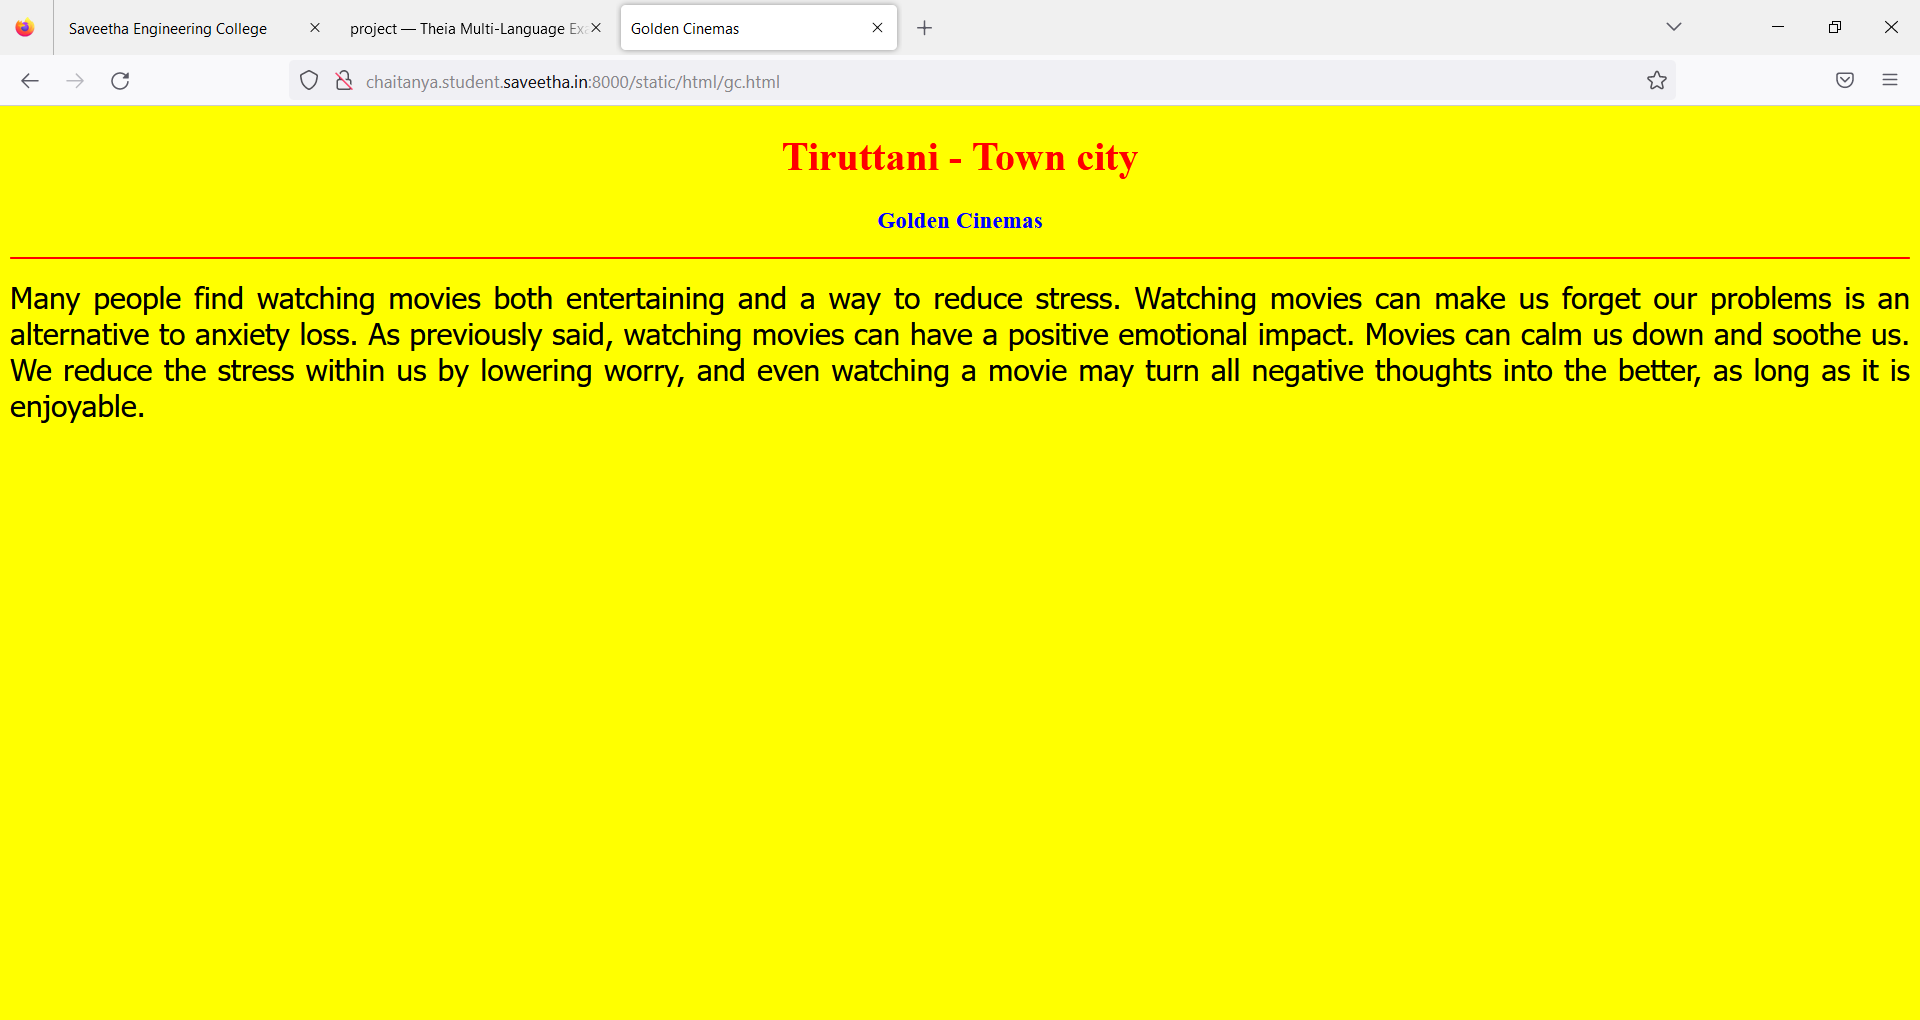 Saveetha Engineering College
project — Theia Multi-Language
Golden Cinemas
chaitanya.student.saveetha.in:8000/static/html/gc.html
Tiruttani - Town city
Golden Cinemas
Many people find watching movies both entertaining and a way to reduce stress. Watching movies can make us forget our problems is an
alternative to anxiety loss. As previously said, watching movies can have a positive emotional impact. Movies can calm us down and soothe us.
We reduce the stress within us by lowering worry, and even watching a movie may turn all negative thoughts into the better, as long as it is
enjoyable.